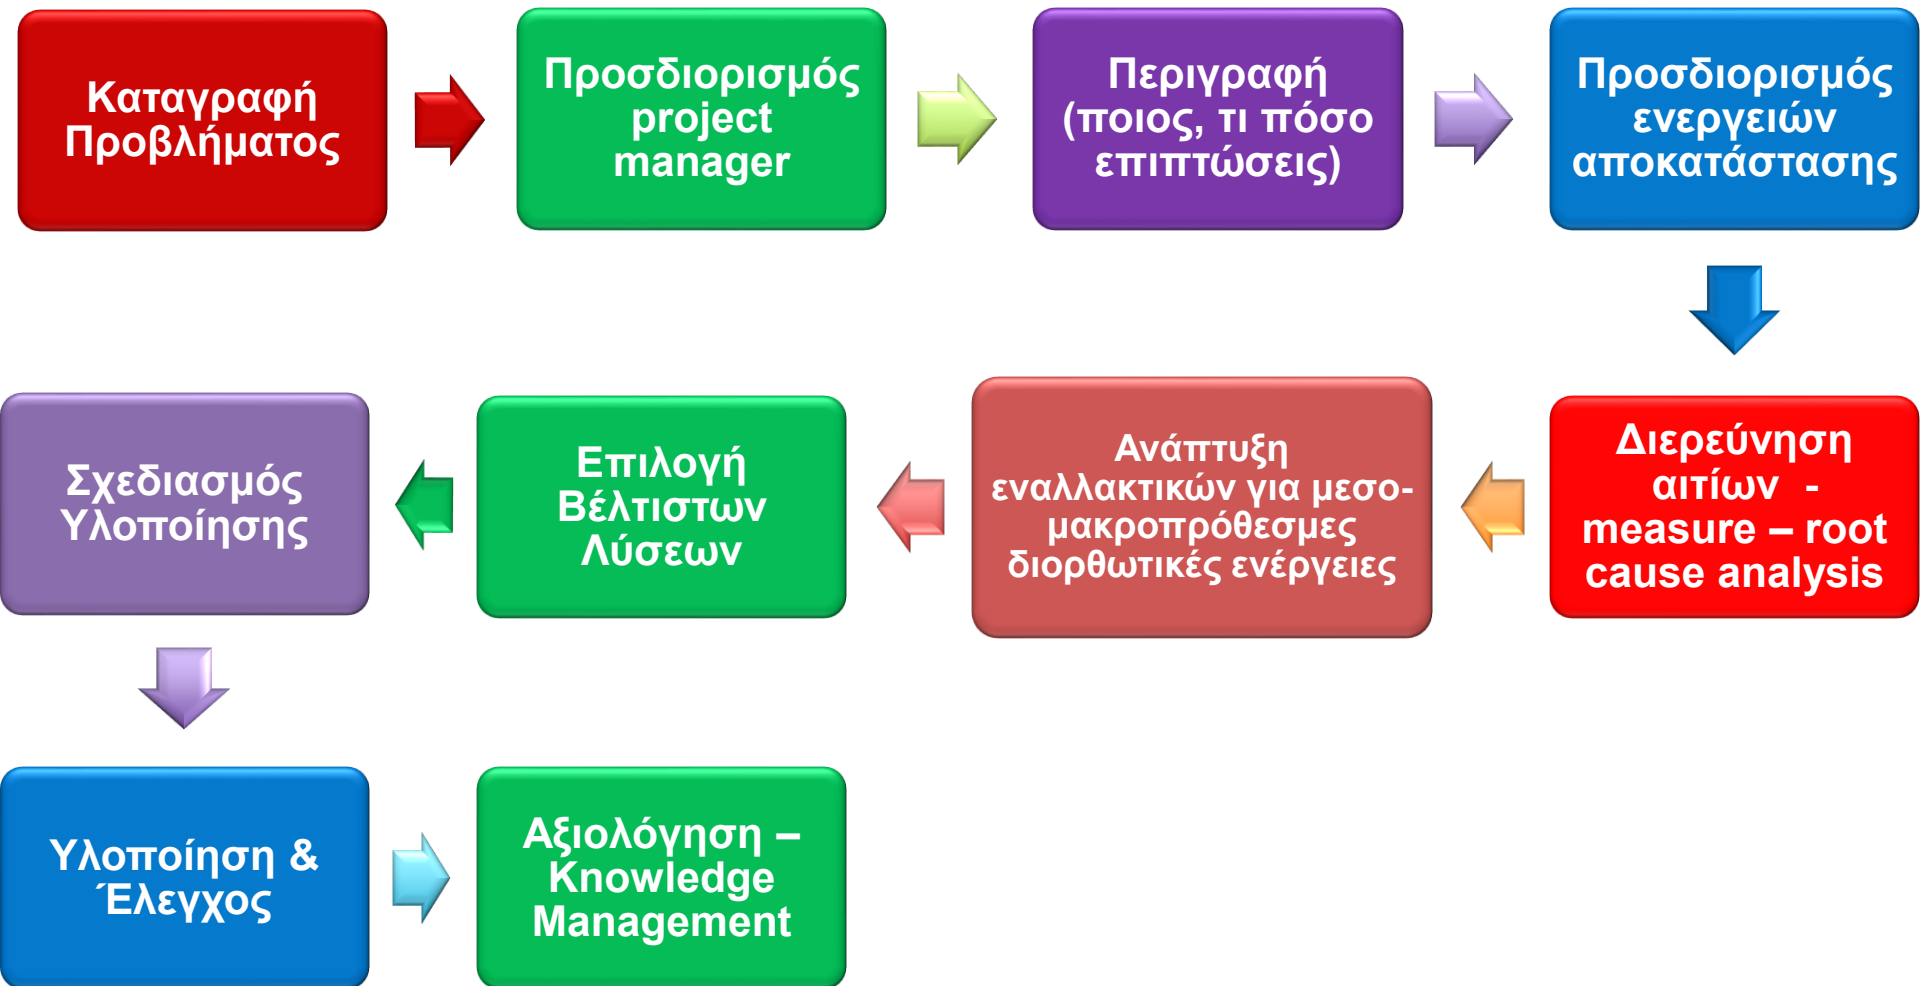 Καταγραφή
Προβλήματος
Προσδιορισμός
project
manager
Περιγραφή
(ποιος, τι πόσο
επιπτώσεις)
Προσδιορισμός
ενεργειών
αποκατάστασης
Διερεύνηση
αιτίων -
measure – root
cause analysis
Ανάπτυξη
εναλλακτικών για μεσο-
μακροπρόθεσμες
διορθωτικές ενέργειες
Επιλογή
Βέλτιστων
Λύσεων
Σχεδιασμός
Υλοποίησης
Υλοποίηση &
Έλεγχος
Αξιολόγηση –
Knowledge
Management